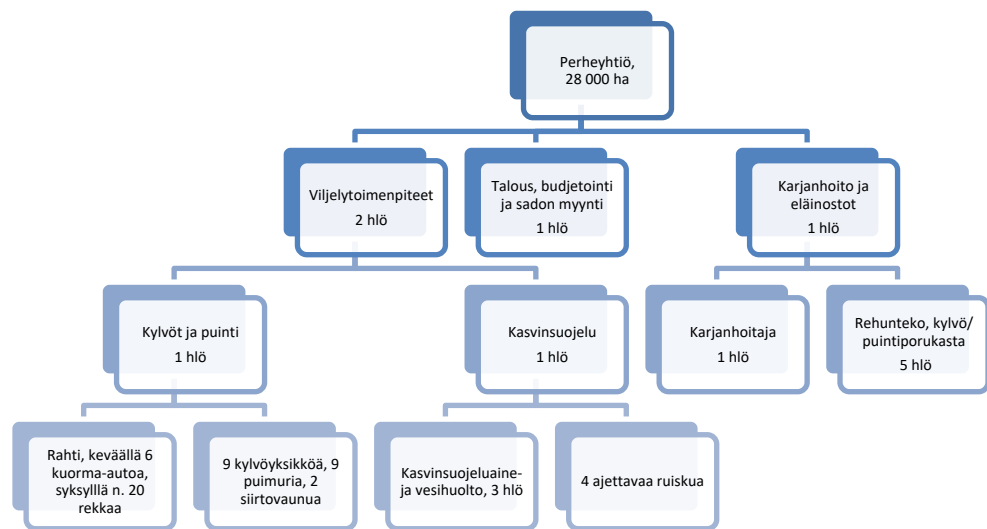 Perheyhtiö,
28 000 ha
Viljelytoimenpiteet
2 hlö
Talous, budjetointi
ja sadon myynti
1 hlö
Karjanhoito ja
eläinostot
1 hlö
Kylvöt ja puinti
1 hlö
Kasvinsuojelu
1 hlö
Karjanhoitaja
1 hlö
Rehunteko, kylvö/
puintiporukasta
5 hlö
Rahti, keväällä 6
kuorma-autoa,
syksylllä n. 20
rekkaa
9 kylvöyksikköä, 9
puimuria, 2
siirtovaunua
Kasvinsuojeluaine-
ja vesihuolto, 3 hlö
4 ajettavaa ruiskua